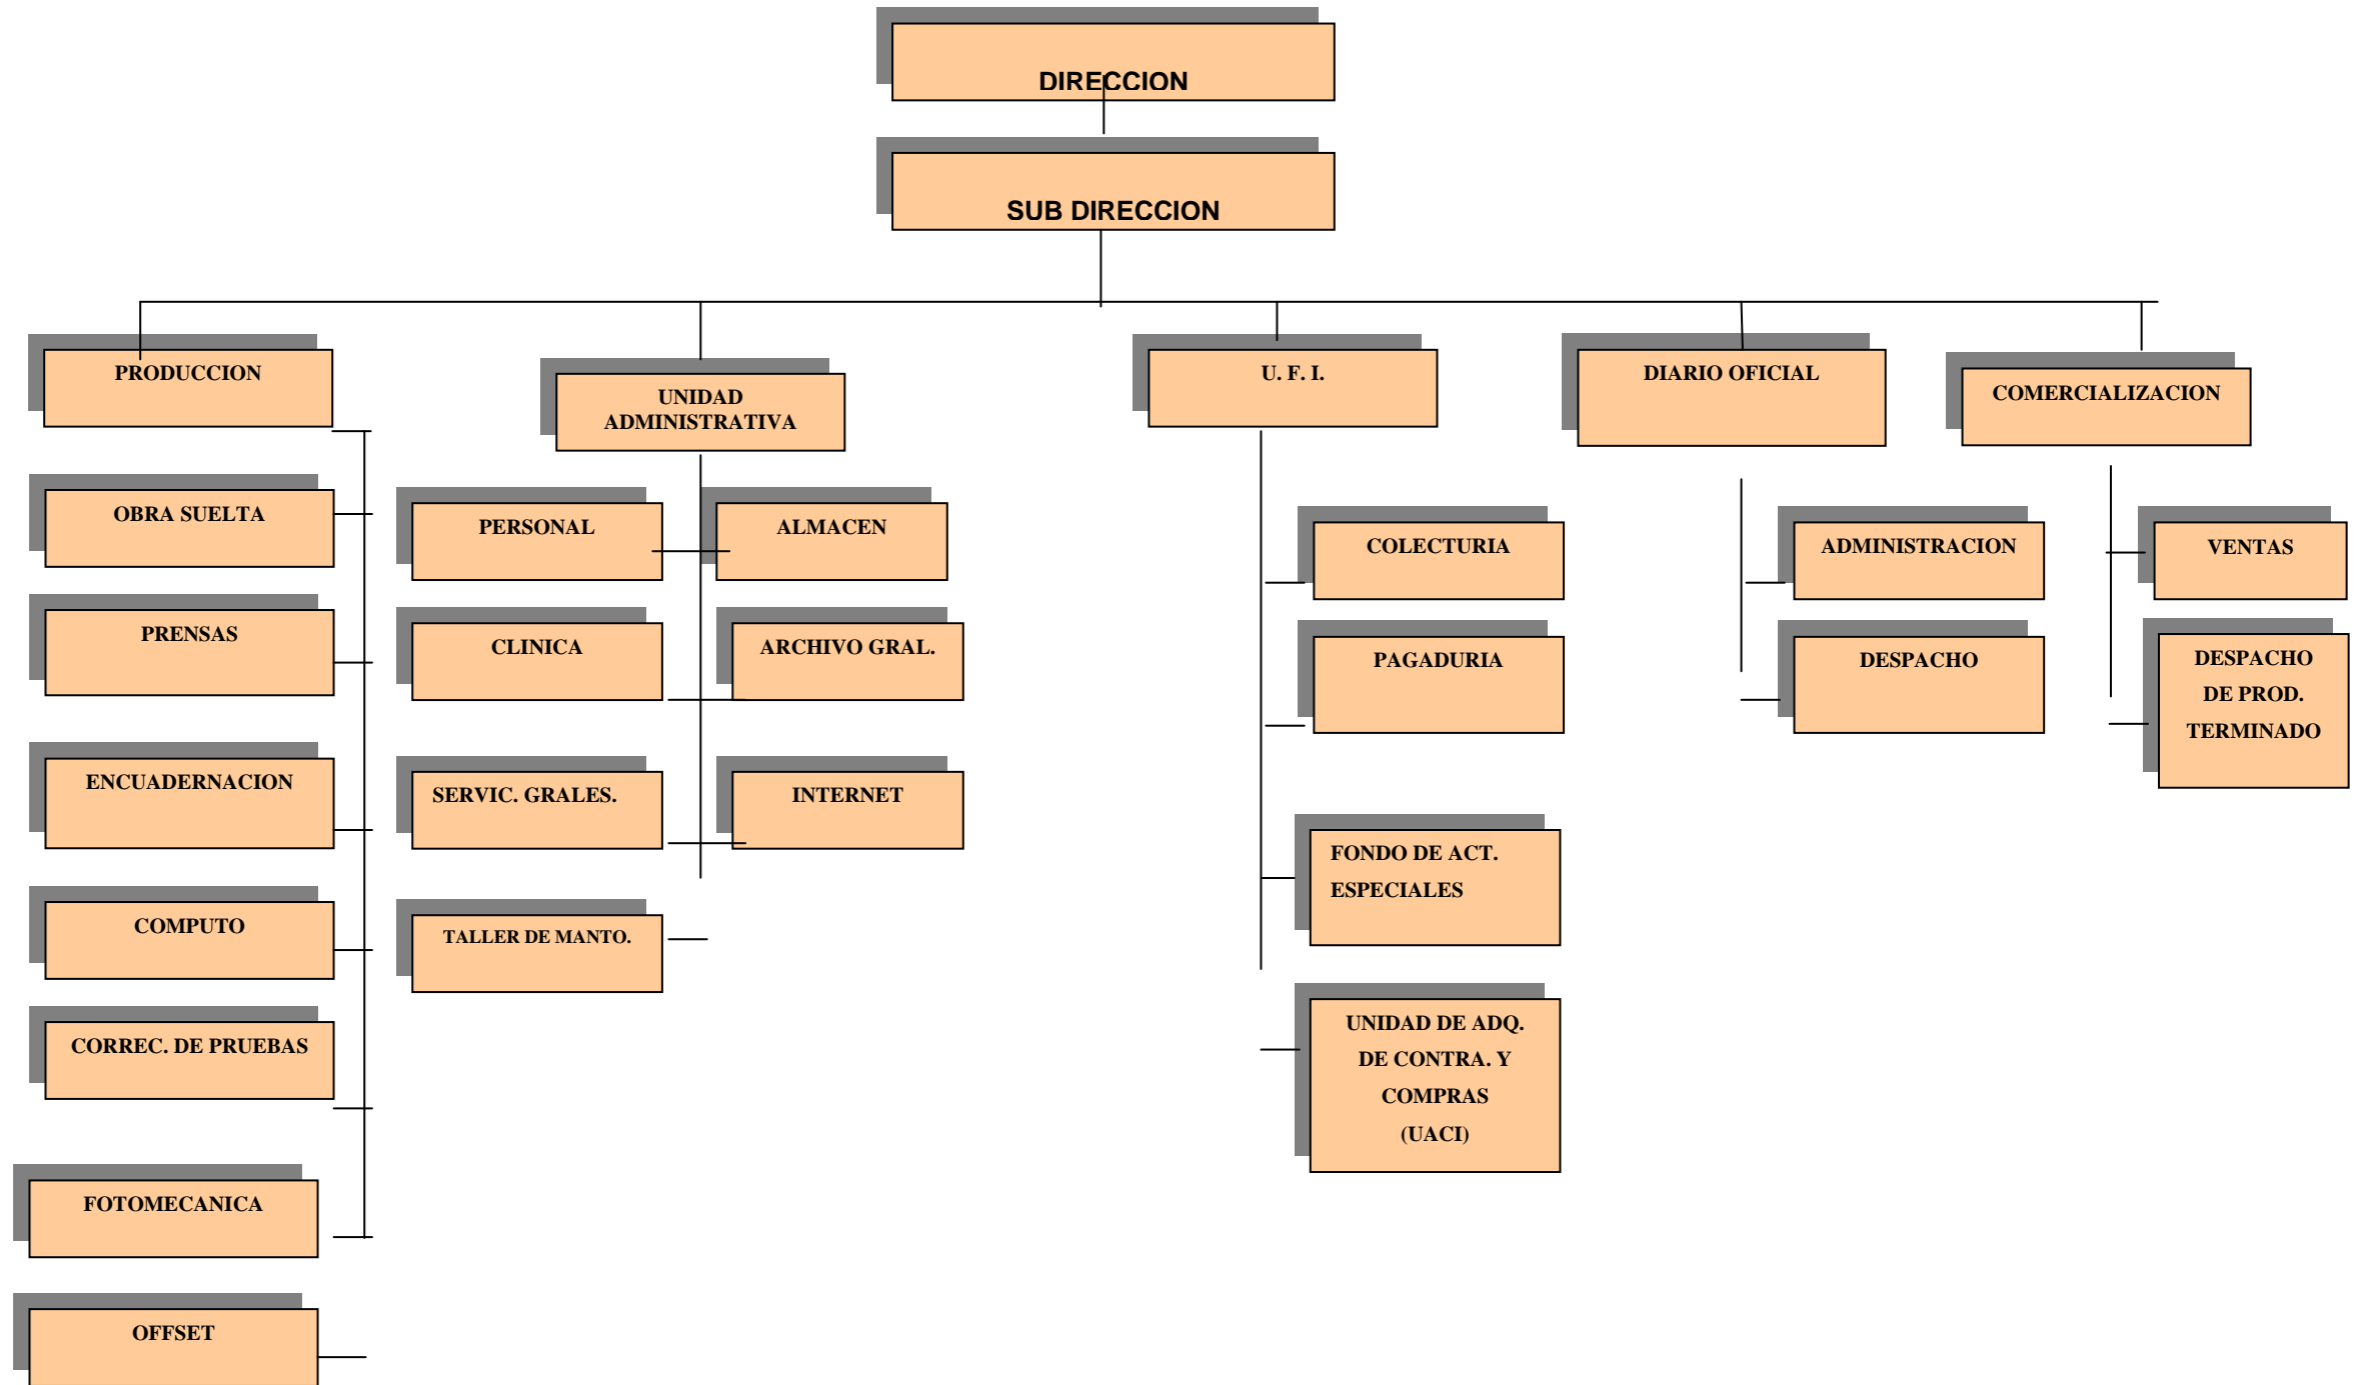 DIRECCION
SUB DIRECCION
PRODUCCION
OBRA SUELTA
PRENSAS
ENCUADERNACION
COMPUTO
CORREC. DE PRUEBAS
FOTOMECANICA
OFFSET
UNIDAD
ADMINISTRATIVA
PERSONAL
ALMACEN
CLINICA
ARCHIVO GRAL.
SERVIC. GRALES.
INTERNET
TALLER DE MANTO.
U. F. I.
COLECTURIA
PAGADURIA
FONDO DE ACT.
ESPECIALES
UNIDAD DE ADQ.
DE CONTRA. Y
COMPRAS
(UACI)
DIARIO OFICIAL
ADMINISTRACION
DESPACHO
COMERCIALIZACION
VENTAS
DESPACHO
DE PROD.
TERMINADO